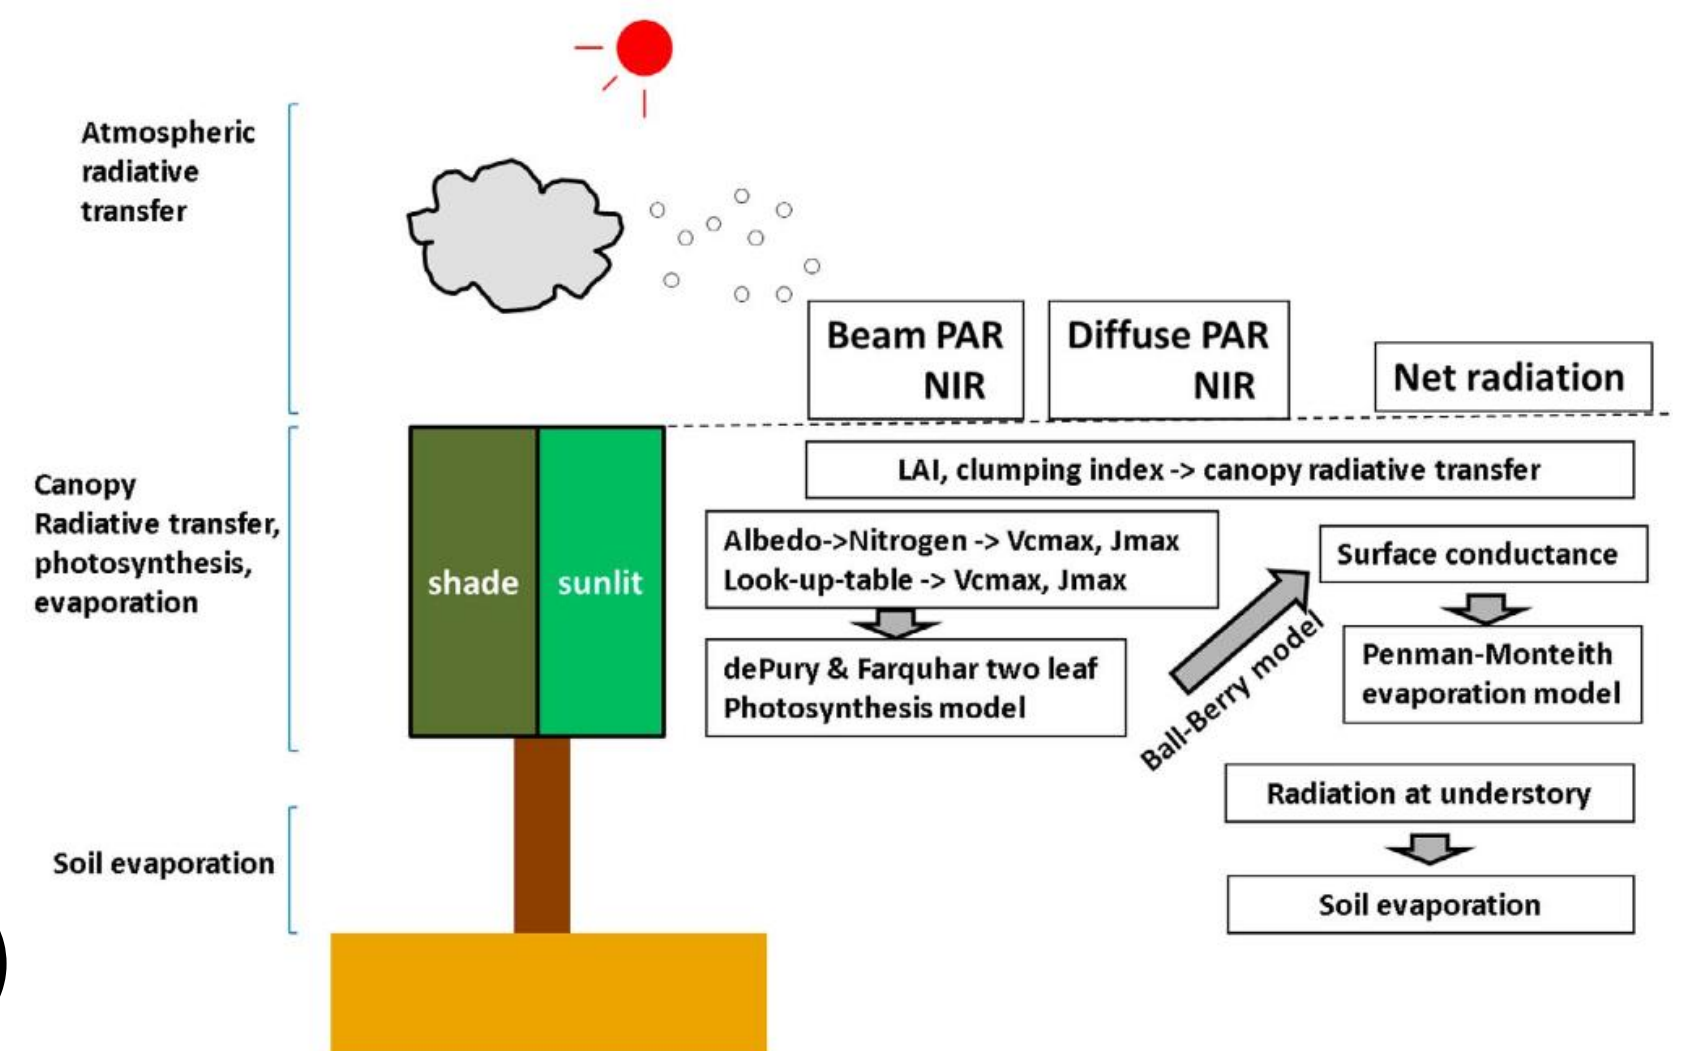 Atmospheric
radiative
transfer
Beam PAR
NIR
Diffuse PAR
NIR
Net radiation
Canopy
Radiative transfer,
photosynthesis,
evaporation
shade
sunlit
LAI, clumping index -> canopy radiative transfer
Albedo->Nitrogen -> Vcmax, Jmax
Look-up-table -> Vcmax, Jmax
dePury & Farquhar two leaf
Photosynthesis model
Ball-Berry model
Surface conductance
Penman-Monteith
evaporation model
Radiation at understory
Soil evaporation
Soil evaporation